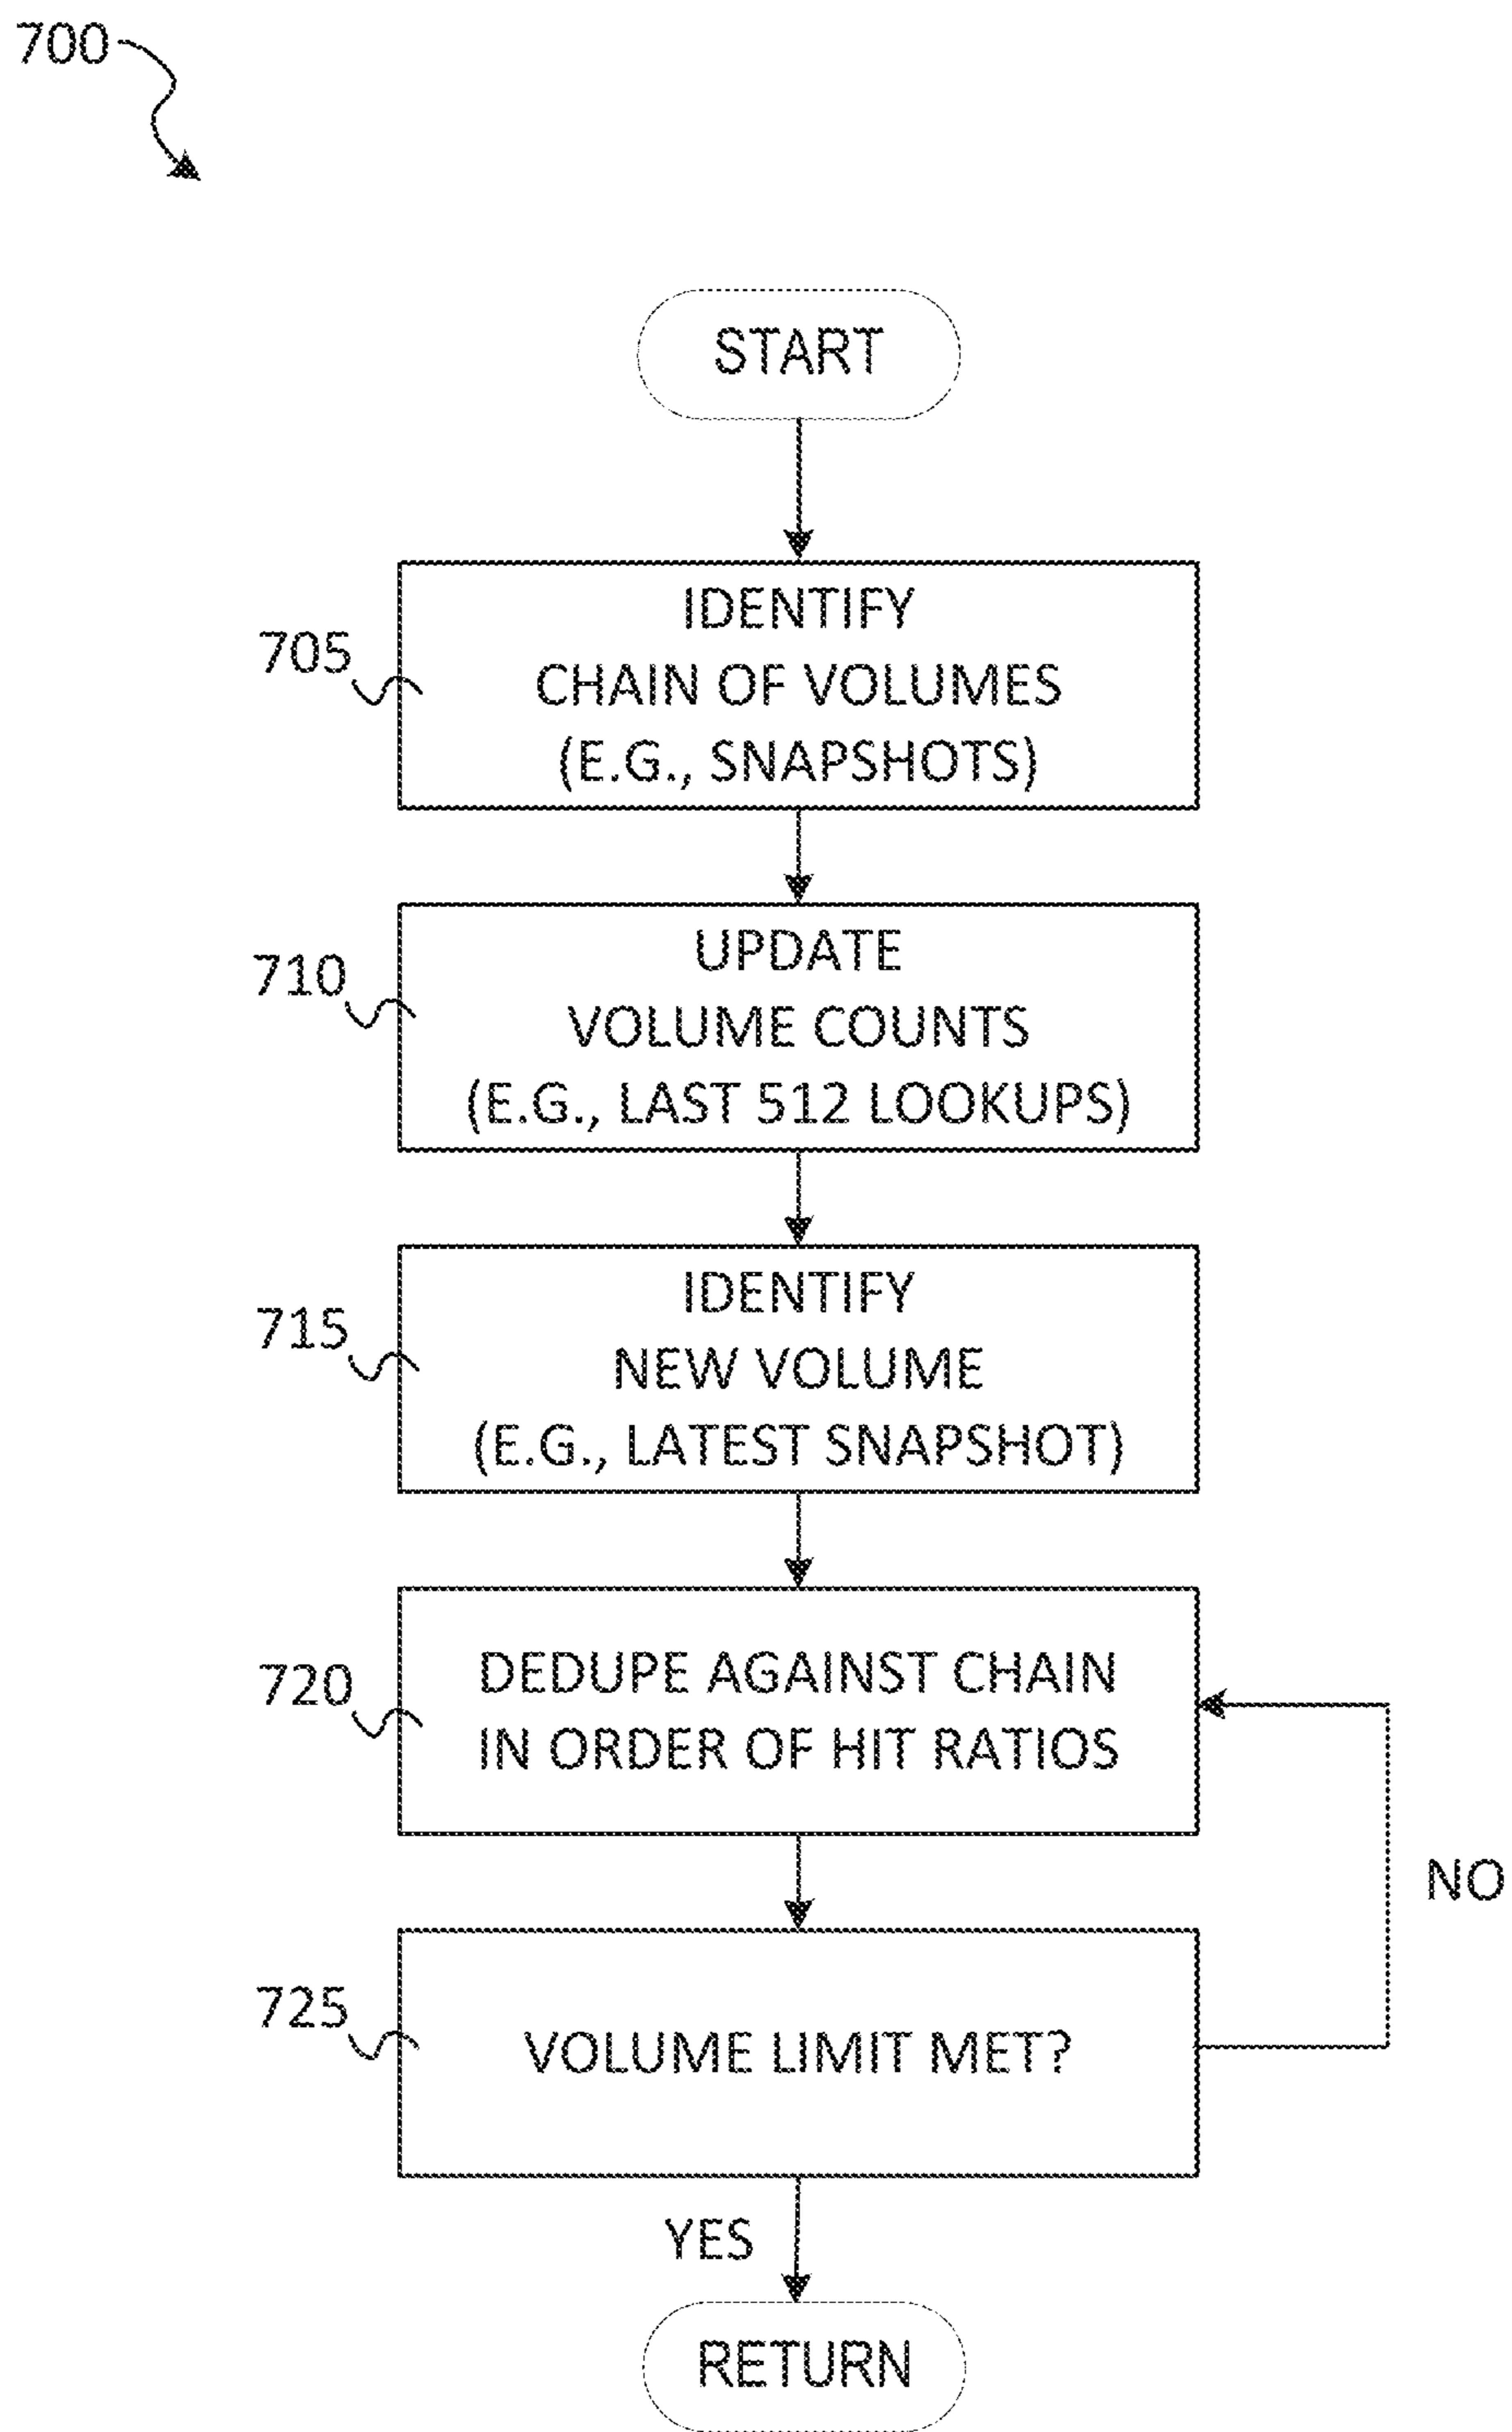 700
START
705
IDENTIFY
CHAIN OF VOLUMES
(E.G., SNAPSHOTS)
710
UPDATE
VOLUME COUNTS
(E.G., LAST 512 LOOKUPS)
715
IDENTIFY
NEW VOLUME
(E.G., LATEST SNAPSHOT)
720
DEDUPE AGAINST CHAIN
IN ORDER OF HIT RATIOS
NO
725
VOLUME LIMIT MET?
YES
RETURN